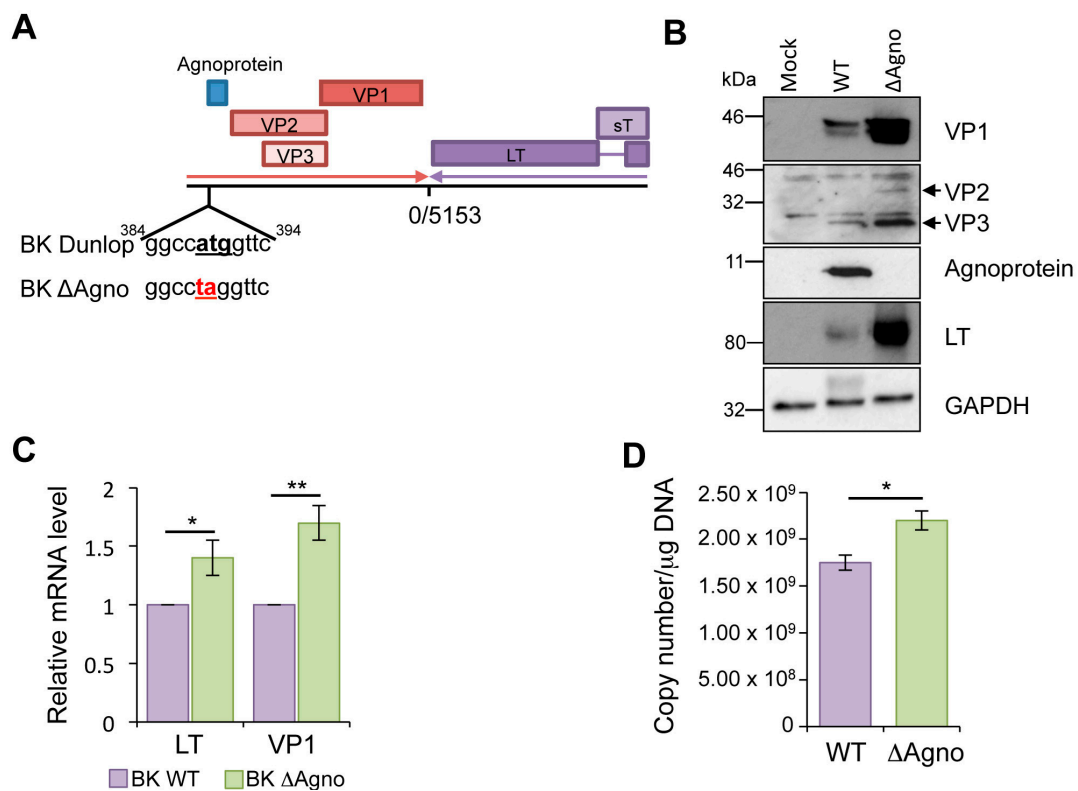 A
Agnoprotein
VP1
VP2
sT
VP3
LT
0/5153
384 394
BK Dunlop ggccatggttc
BK ΔAgno ggcctaggttc
B
kDa Mock WT ΔAgno
46 VP1
46
32 VP2
VP3
11 Agnoprotein
80 LT
32 GAPDH
C
Relative mRNA level
2
**
*
1.5
1
0.5
0
LT VP1
BK WT BK ΔAgno
D
Copy number/µg DNA
*
2.50 x 10⁹
2.00 x 10⁹
1.50 x 10⁹
1.00 x 10⁹
5.00 x 10⁸
0
WT ΔAgno